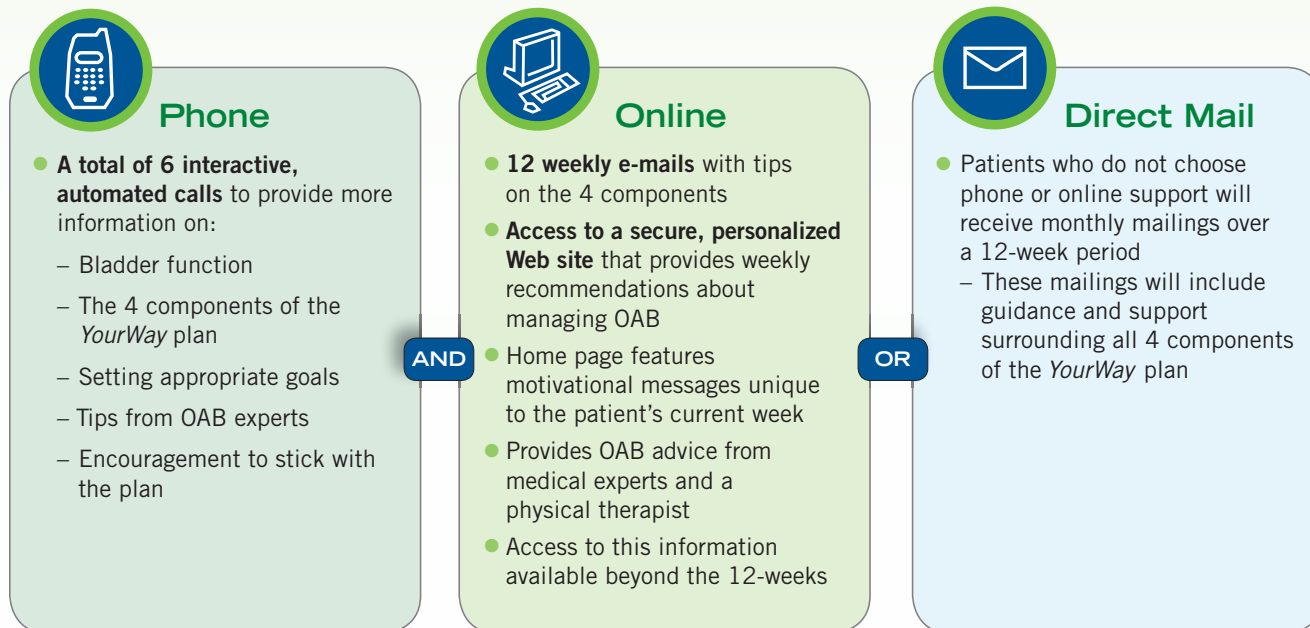 Phone
● A total of 6 interactive,
automated calls to provide more
information on:
– Bladder function
– The 4 components of the
YourWay plan
– Setting appropriate goals
– Tips from OAB experts
– Encouragement to stick with
the plan
AND
Online
● 12 weekly e-mails with tips
on the 4 components
● Access to a secure, personalized
Web site that provides weekly
recommendations about
managing OAB
● Home page features
motivational messages unique
to the patient’s current week
● Provides OAB advice from
medical experts and a
physical therapist
● Access to this information
available beyond the 12-weeks
OR
Direct Mail
● Patients who do not choose
phone or online support will
receive monthly mailings over
a 12-week period
– These mailings will include
guidance and support
surrounding all 4 components
of the YourWay plan